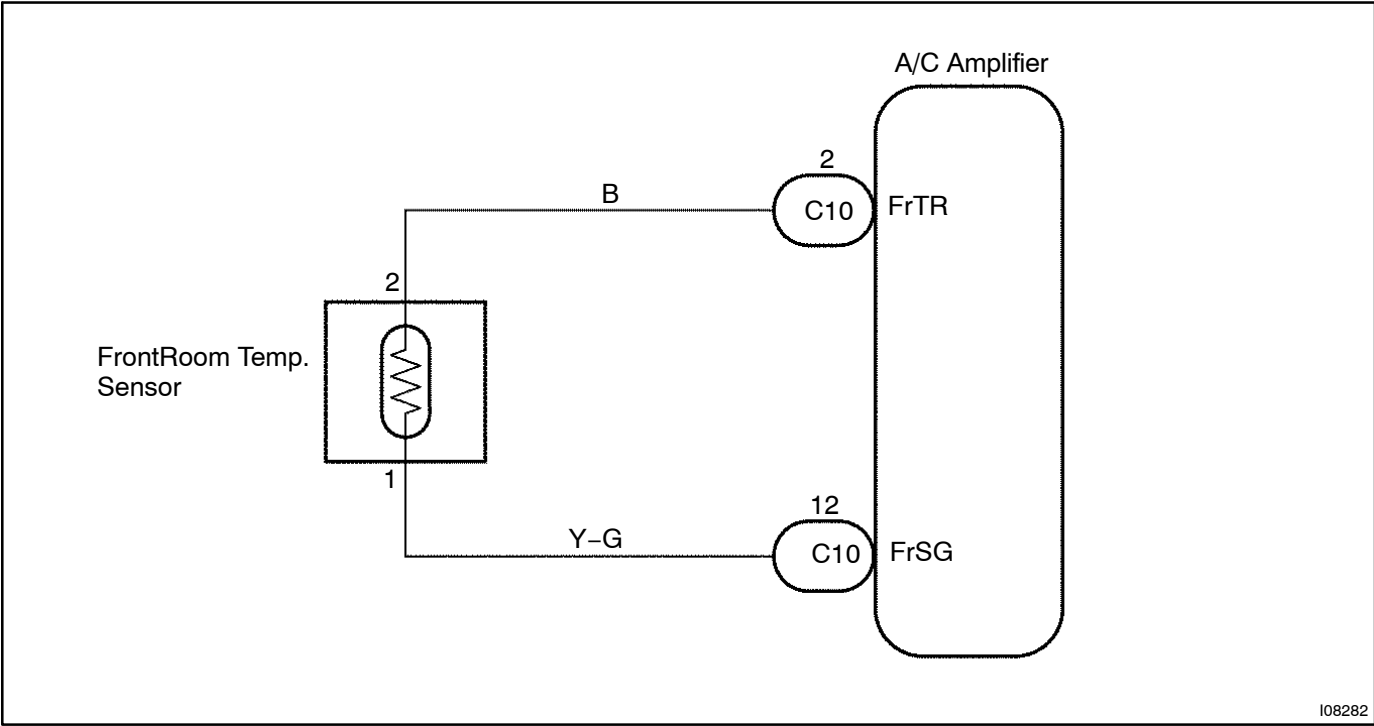 A/C Amplifier
2
B
C10
FrTR
2
FrontRoom Temp.
Sensor
1
12
Y−G
C10
FrSG
I08282